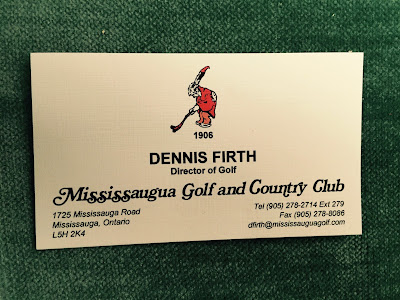 1906
DENNIS FIRTH
Director of Golf
Mississaugua Golf and Country Club
1725 Mississauga Road
Mississauga, Ontario
L5H 2K4
Tel (905) 278-2714 Ext 279
Fax (905) 278-8086
dfirth@mississauguagolf.com